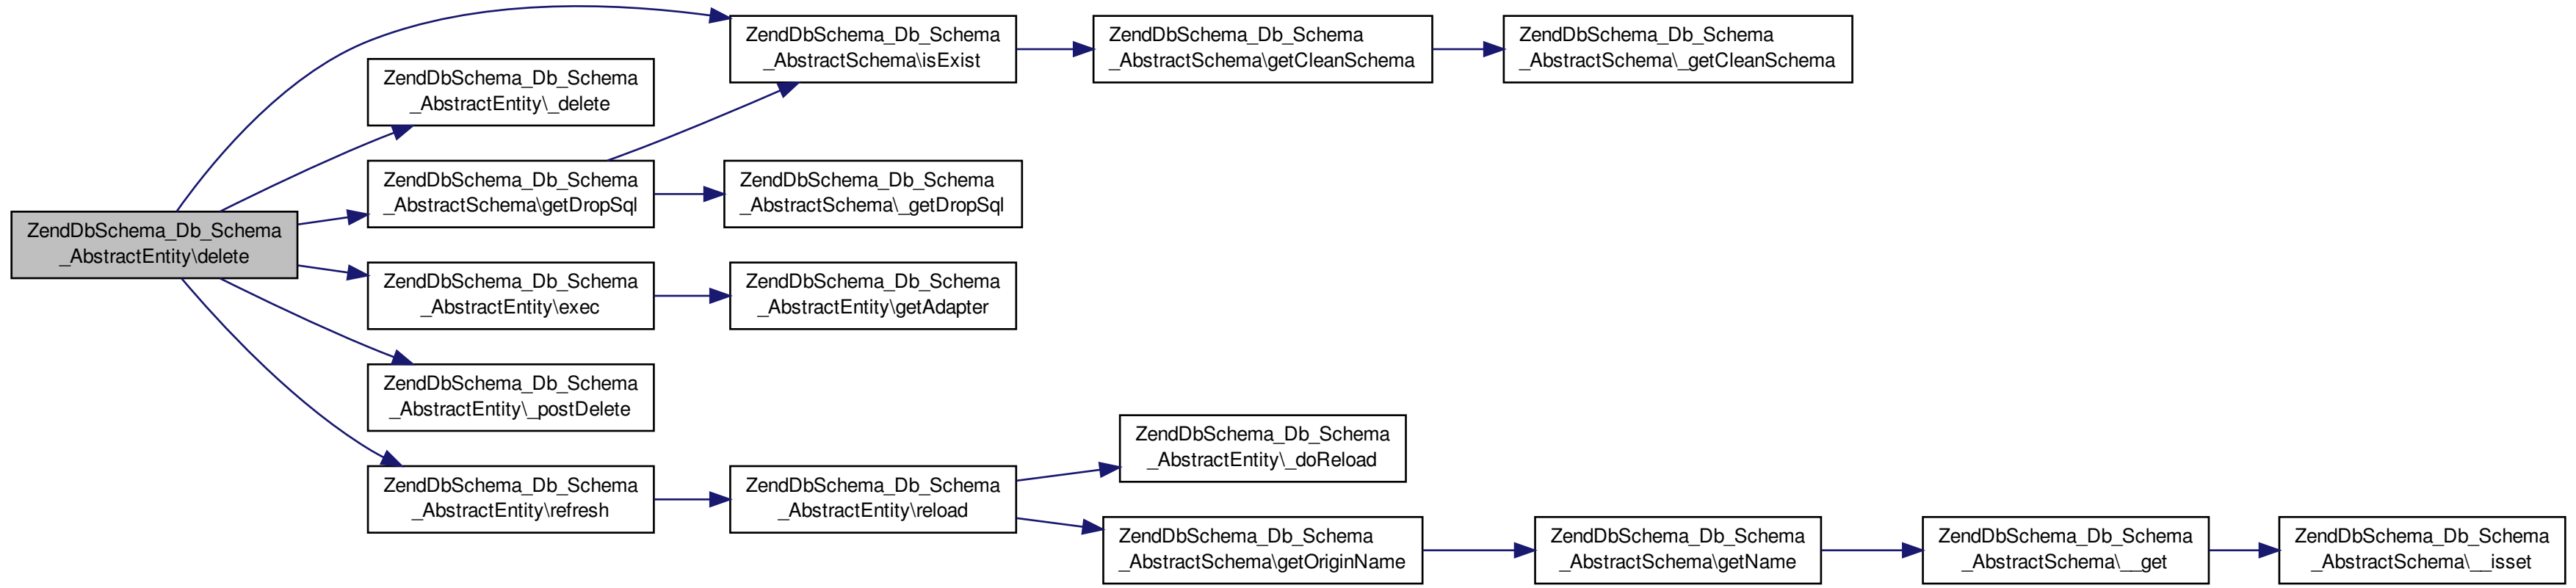 ZendDbSchema_Db_Schema
_AbstractEntity\delete
ZendDbSchema_Db_Schema
_AbstractSchema\isExist
ZendDbSchema_Db_Schema
_AbstractSchema\getCleanSchema
ZendDbSchema_Db_Schema
_AbstractSchema\_getCleanSchema
ZendDbSchema_Db_Schema
_AbstractEntity\_delete
ZendDbSchema_Db_Schema
_AbstractSchema\getDropSql
ZendDbSchema_Db_Schema
_AbstractSchema\_getDropSql
ZendDbSchema_Db_Schema
_AbstractEntity\exec
ZendDbSchema_Db_Schema
_AbstractEntity\getAdapter
ZendDbSchema_Db_Schema
_AbstractEntity\_postDelete
ZendDbSchema_Db_Schema
_AbstractEntity\refresh
ZendDbSchema_Db_Schema
_AbstractEntity\reload
ZendDbSchema_Db_Schema
_AbstractEntity\_doReload
ZendDbSchema_Db_Schema
_AbstractSchema\getOriginName
ZendDbSchema_Db_Schema
_AbstractSchema\getName
ZendDbSchema_Db_Schema
_AbstractSchema\__get
ZendDbSchema_Db_Schema
_AbstractSchema\__isset